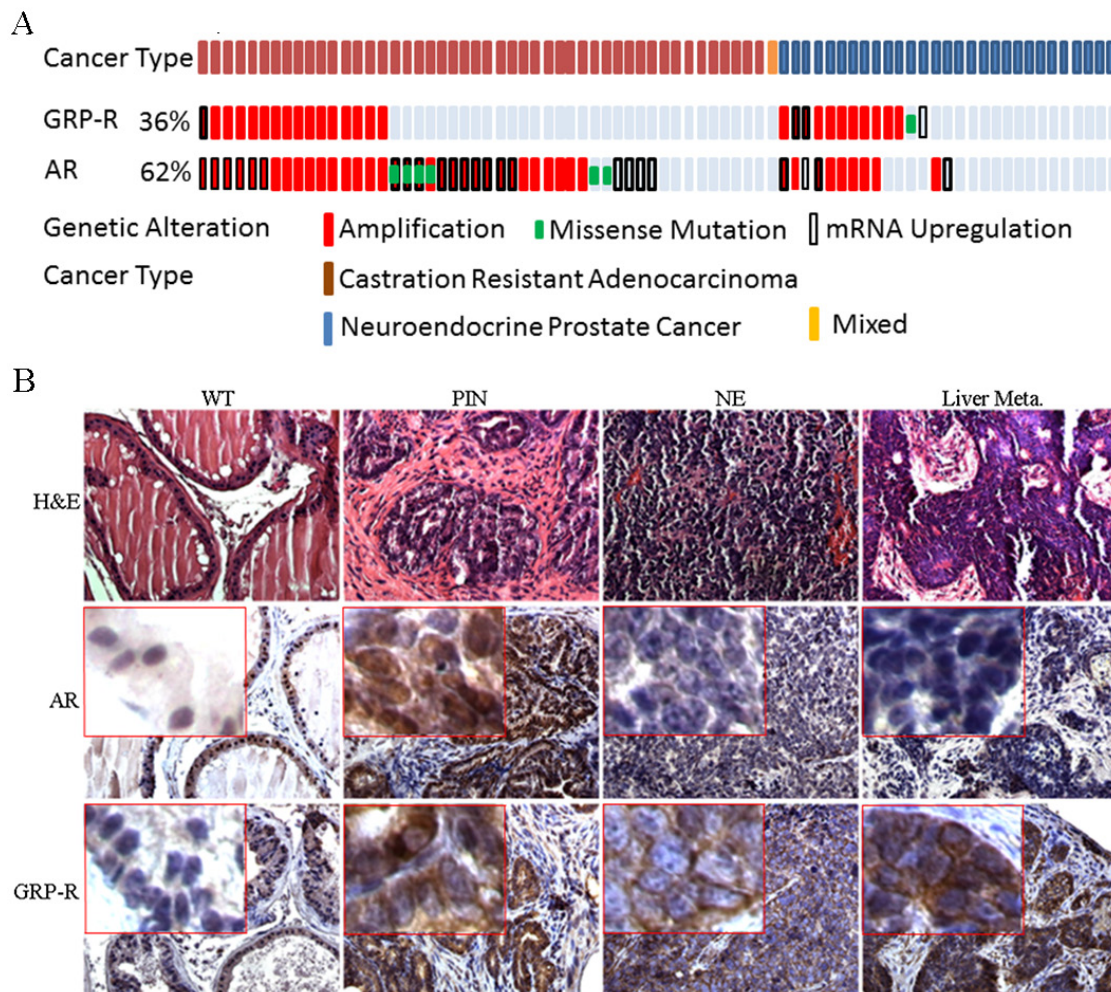 A
Cancer Type
GRP-R 36%
AR 62%
Genetic Alteration Amplification Missense Mutation mRNA Upregulation
Cancer Type Castration Resistant Adenocarcinoma
Neuroendocrine Prostate Cancer Mixed
B
WT PIN NE Liver Meta.
H&E
AR
GRP-R